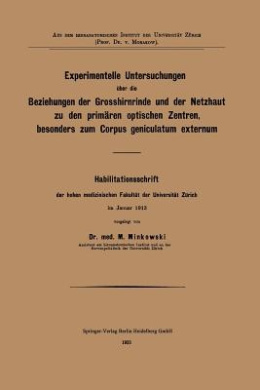 AUS DEM HIRNANATOMISCHEN INSTITUT DER UNIVERSITÄT ZÜRICH
(PROF. DR. V. MONAKOW).
Experimentelle Untersuchungen
über die
Beziehungen der Grosshirnrinde und der Netzhaut
zu den primären optischen Zentren,
besonders zum Corpus geniculatum externum
Habilitationsschrift
der hohen medizinischen Fakultät der Universität Zürich
im Januar 1912
vorgelegt von
Dr. med. M. Minkowski
Assistent am hirnanatomischen Institut und an der
Nervenpoliklinik der Universität Zürich
Springer-Verlag Berlin Heidelberg GmbH